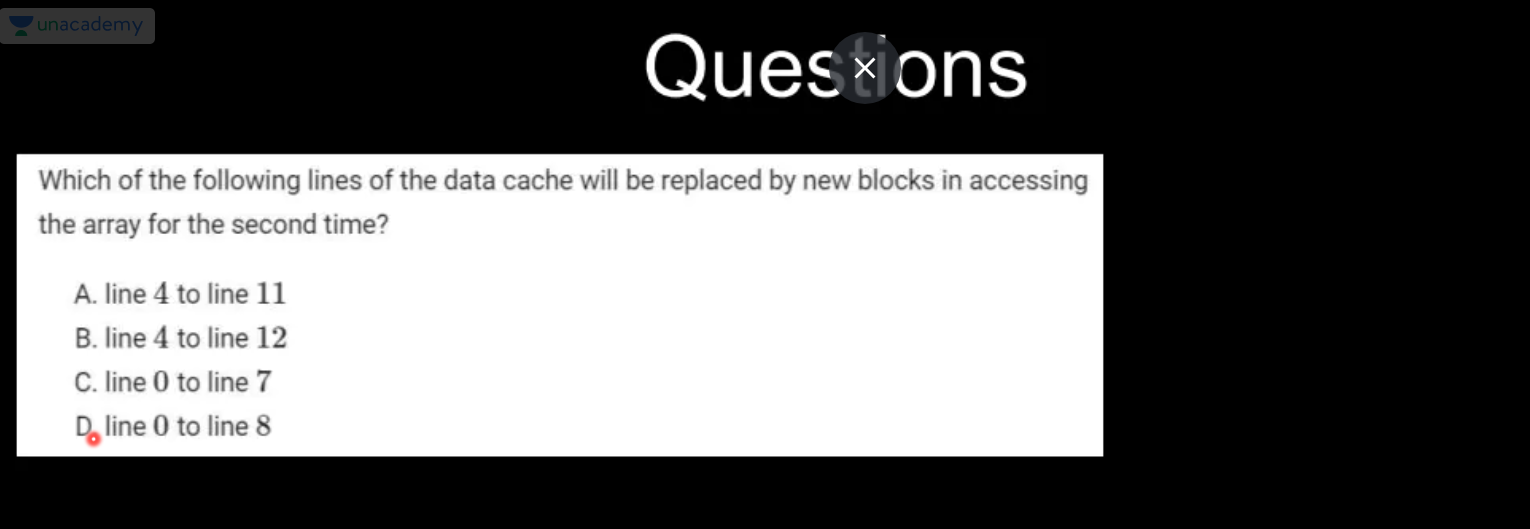 unacademy
Questions
Which of the following lines of the data cache will be replaced by new blocks in accessing
the array for the second time?
A. line 4 to line 11
B. line 4 to line 12
C. line 0 to line 7
D. line 0 to line 8